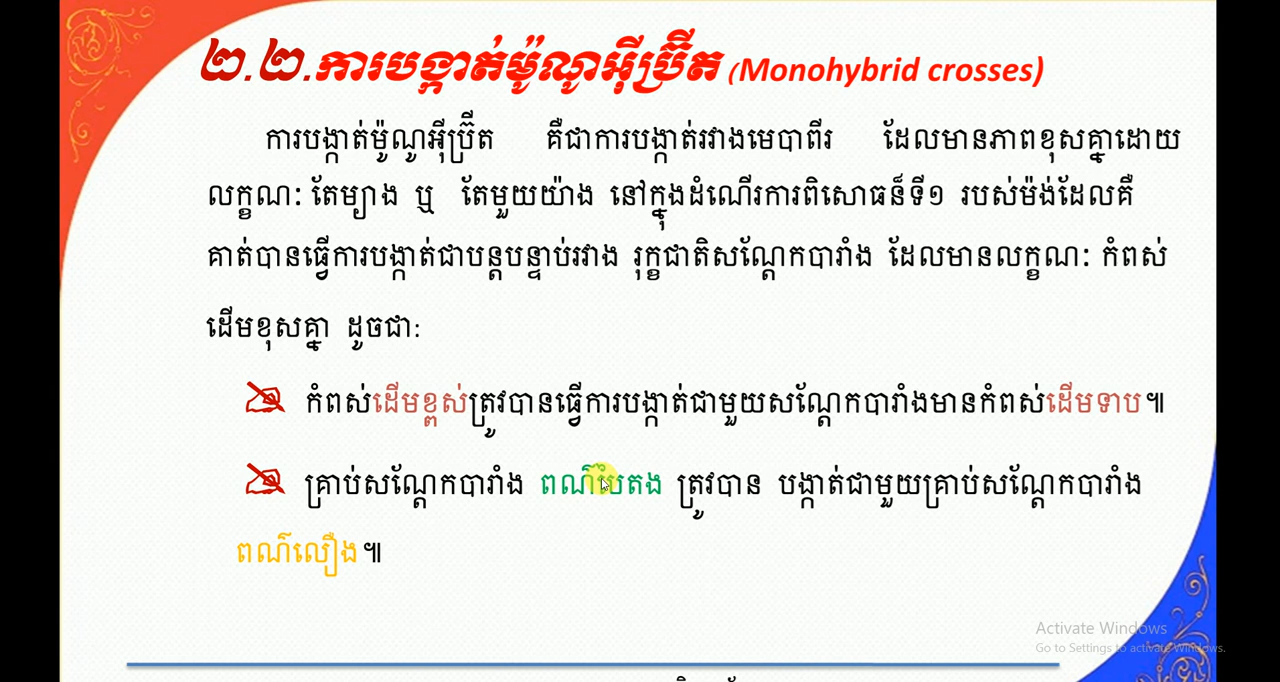 ២.២.ការបង្កាត់ម៉ូណូអ៊ីប្រ៊ីត (Monohybrid crosses)
ការបង្កាត់ម៉ូណូអ៊ីប្រ៊ីត គឺជាការបង្កាត់រវាងមេបាពីរ ដែលមានភាពខុសគ្នាដោយ
លក្ខណៈ តែម្យាង ឬ តែមួយយ៉ាង នៅក្នុងដំណើរការពិសោធន៏ទី១ របស់ម៉ង់ដែលគឺ
គាត់បានធ្វើការបង្កាត់ជាបន្តបន្ទាប់រវាង រុក្ខជាតិសណ្តែកបារាំង ដែលមានលក្ខណៈ កំពស់
ដើមខុសគ្នា ដូចជា:
កំពស់ដើមខ្ពស់ត្រូវបានធ្វើការបង្កាត់ជាមួយសណ្តែកបារាំងមានកំពស់ដើមទាប៕
គ្រាប់សណ្តែកបារាំង ពណ៌បៃតង ត្រូវបាន បង្កាត់ជាមួយគ្រាប់សណ្តែកបារាំង
ពណ៌លឿង៕
Activate Windows
Go to Settings to activate Windows.